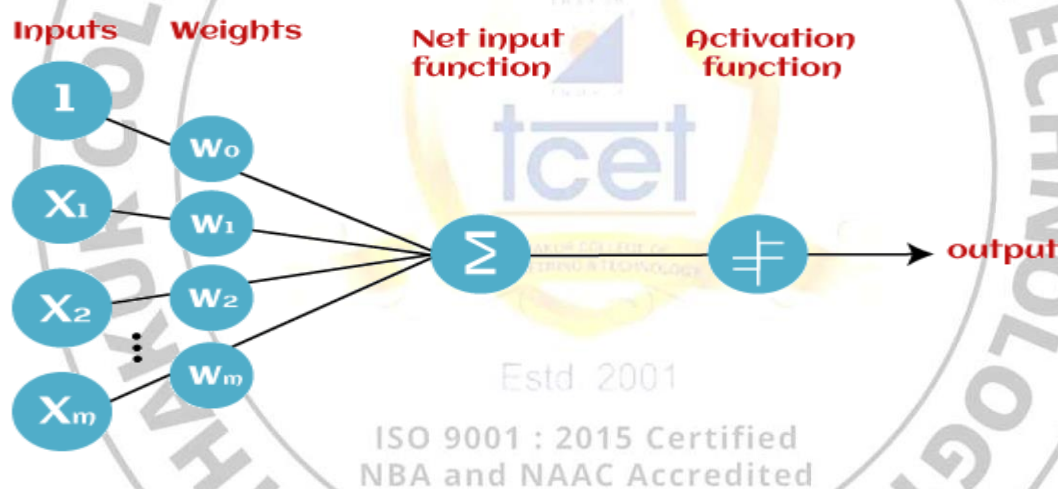 Inputs Weights Net input function Activation function
1
X₁
X₂
Xₘ
W₀
W₁
W₂
Wₘ
Σ
output
tcet
Estd. 2001
ISO 9001 : 2015 Certified
NBA and NAAC Accredited